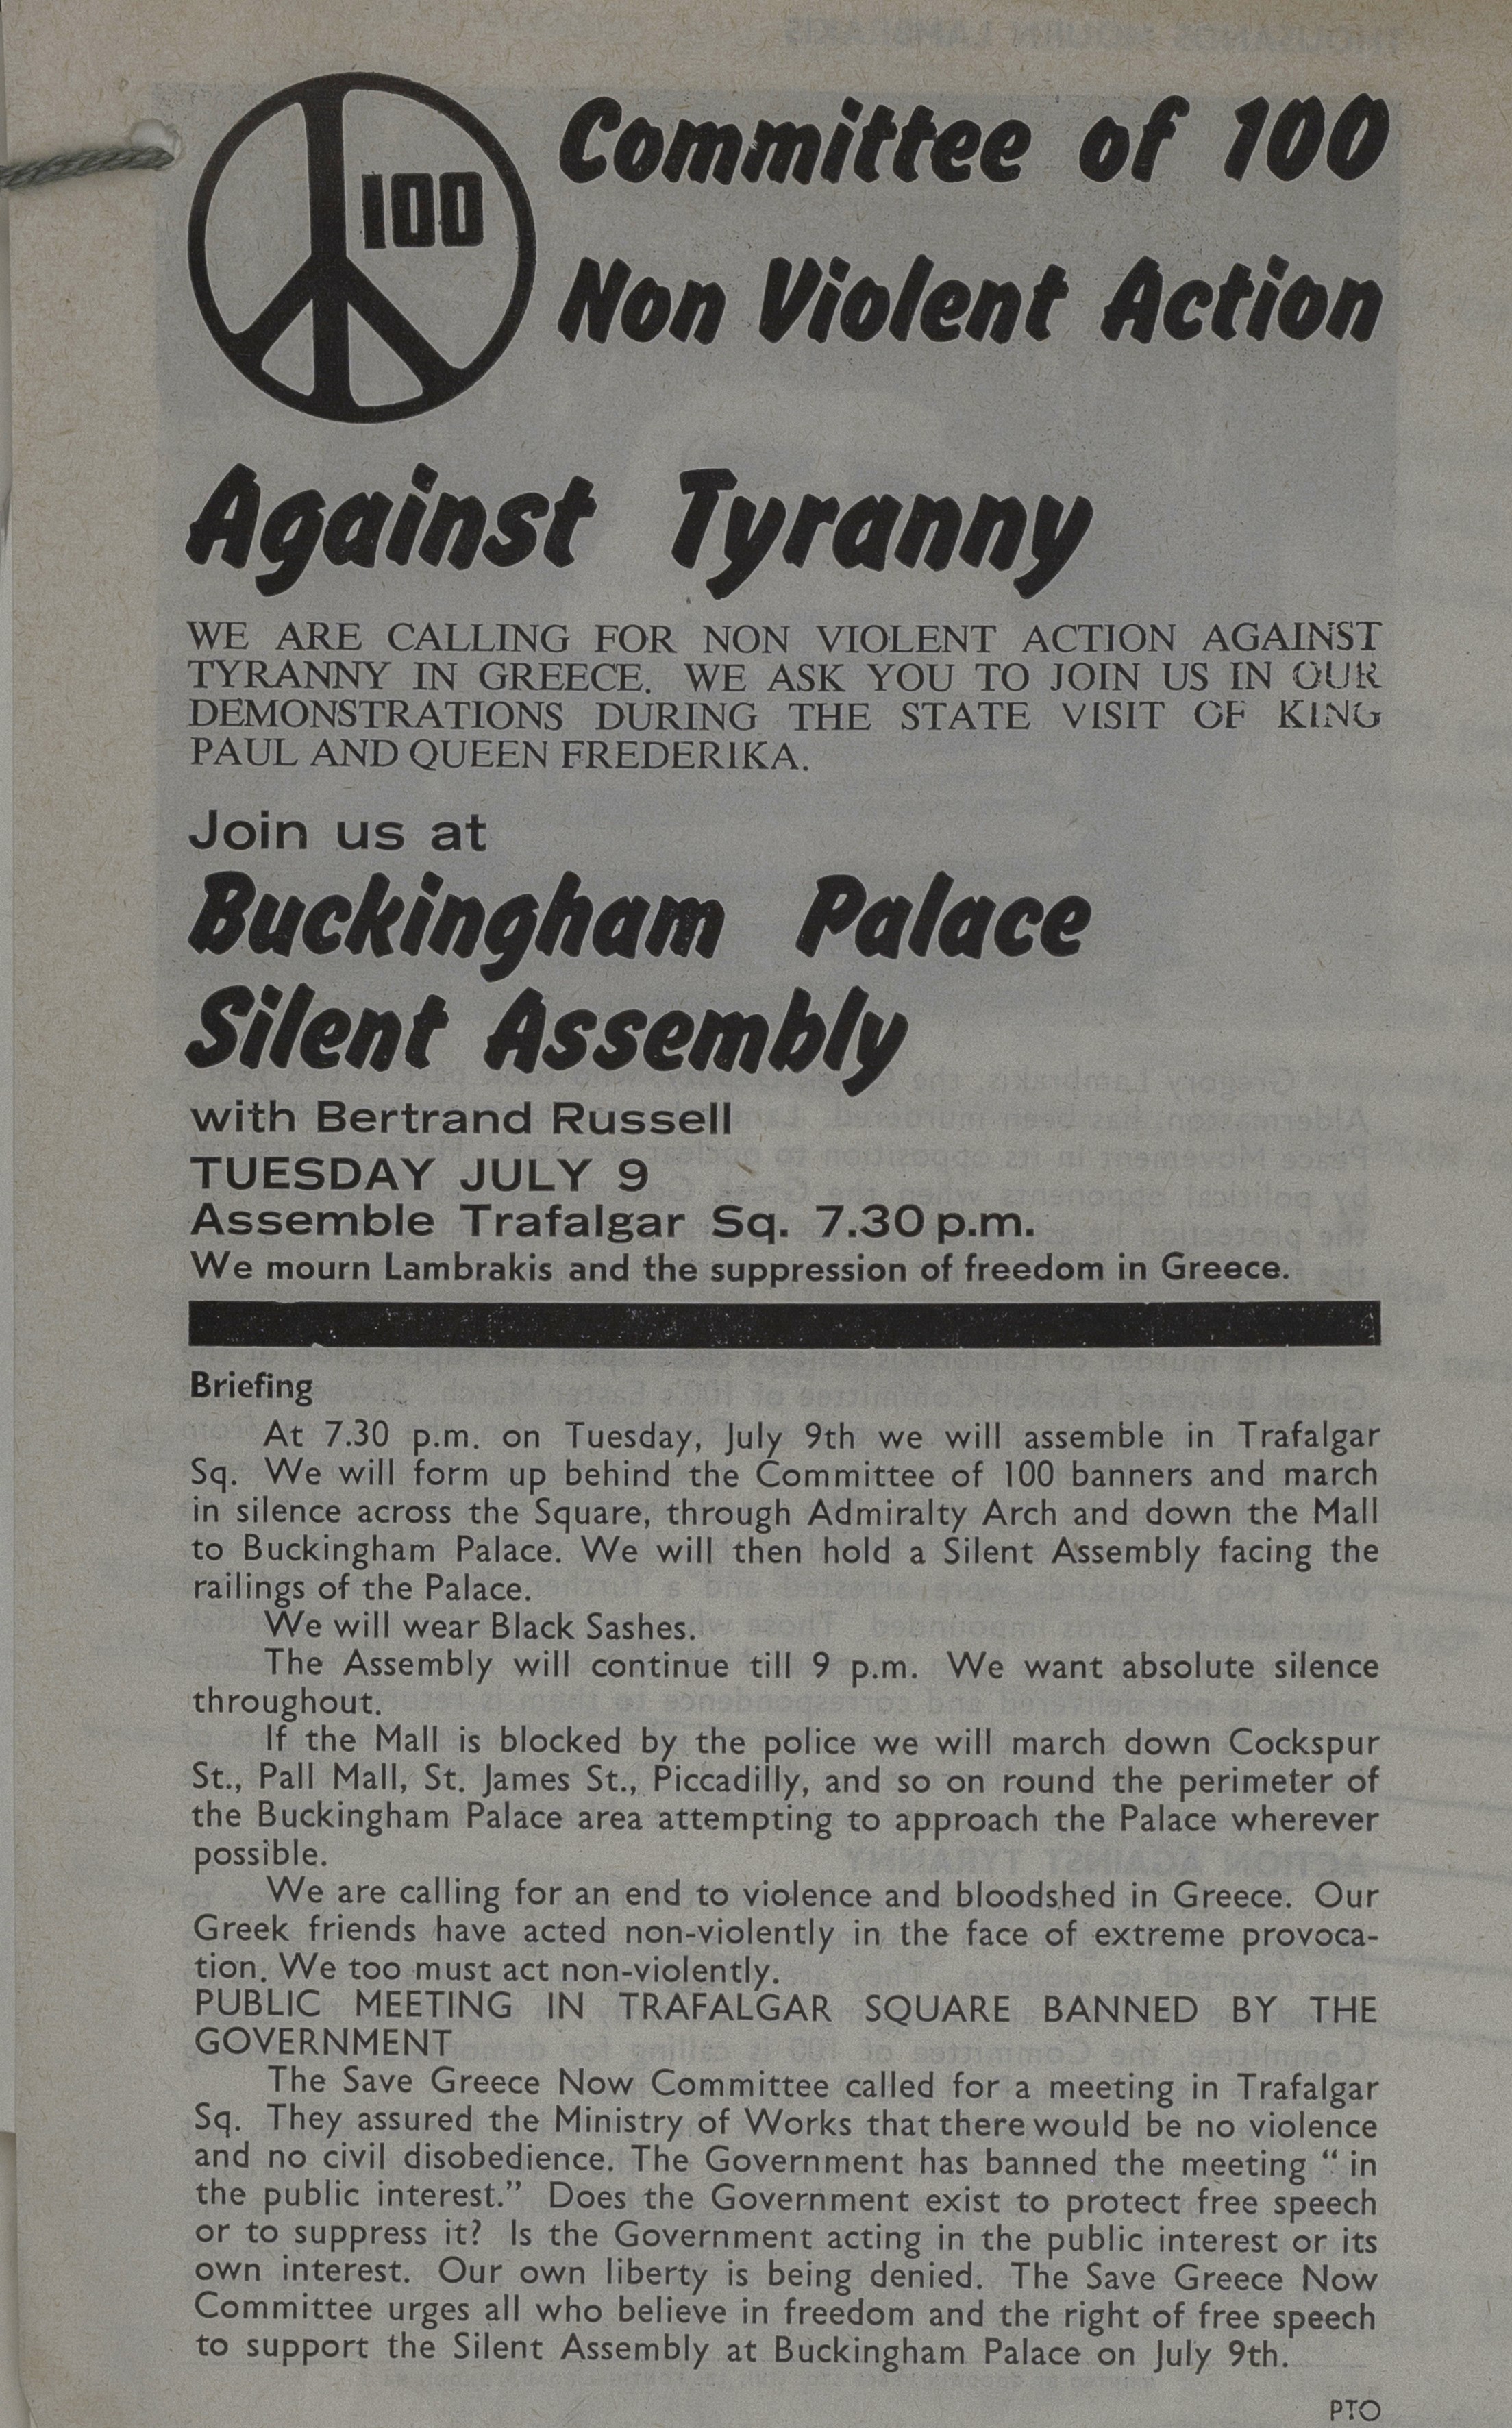 100
Committee of 100
Non Violent Action
Against Tyranny
WE ARE CALLING FOR NON VIOLENT ACTION AGAINST
TYRANNY IN GREECE. WE ASK YOU TO JOIN US IN OUR
DEMONSTRATIONS DURING THE STATE VISIT OF KING
PAUL AND QUEEN FREDERIKA.
Join us at
Buckingham Palace
Silent Assembly
with Bertrand Russell
TUESDAY JULY 9
Assemble Trafalgar Sq. 7.30 p.m.
We mourn Lambrakis and the suppression of freedom in Greece.
Briefing
At 7.30 p.m. on Tuesday, July 9th we will assemble in Trafalgar
Sq. We will form up behind the Committee of 100 banners and march
in silence across the Square, through Admiralty Arch and down the Mall
to Buckingham Palace. We will then hold a Silent Assembly facing the
railings of the Palace.
We will wear Black Sashes.
The Assembly will continue till 9 p.m. We want absolute silence
throughout.
If the Mall is blocked by the police we will march down Cockspur
St., Pall Mall, St. James St., Piccadilly, and so on round the perimeter of
the Buckingham Palace area attempting to approach the Palace wherever
possible.
We are calling for an end to violence and bloodshed in Greece. Our
Greek friends have acted non-violently in the face of extreme provoca-
tion. We too must act non-violently.
PUBLIC MEETING IN TRAFALGAR SQUARE BANNED BY THE
GOVERNMENT
The Save Greece Now Committee called for a meeting in Trafalgar
Sq. They assured the Ministry of Works that there would be no violence
and no civil disobedience. The Government has banned the meeting “ in
the public interest.” Does the Government exist to protect free speech
or to suppress it? Is the Government acting in the public interest or its
own interest. Our own liberty is being denied. The Save Greece Now
Committee urges all who believe in freedom and the right of free speech
to support the Silent Assembly at Buckingham Palace on July 9th.
PTO